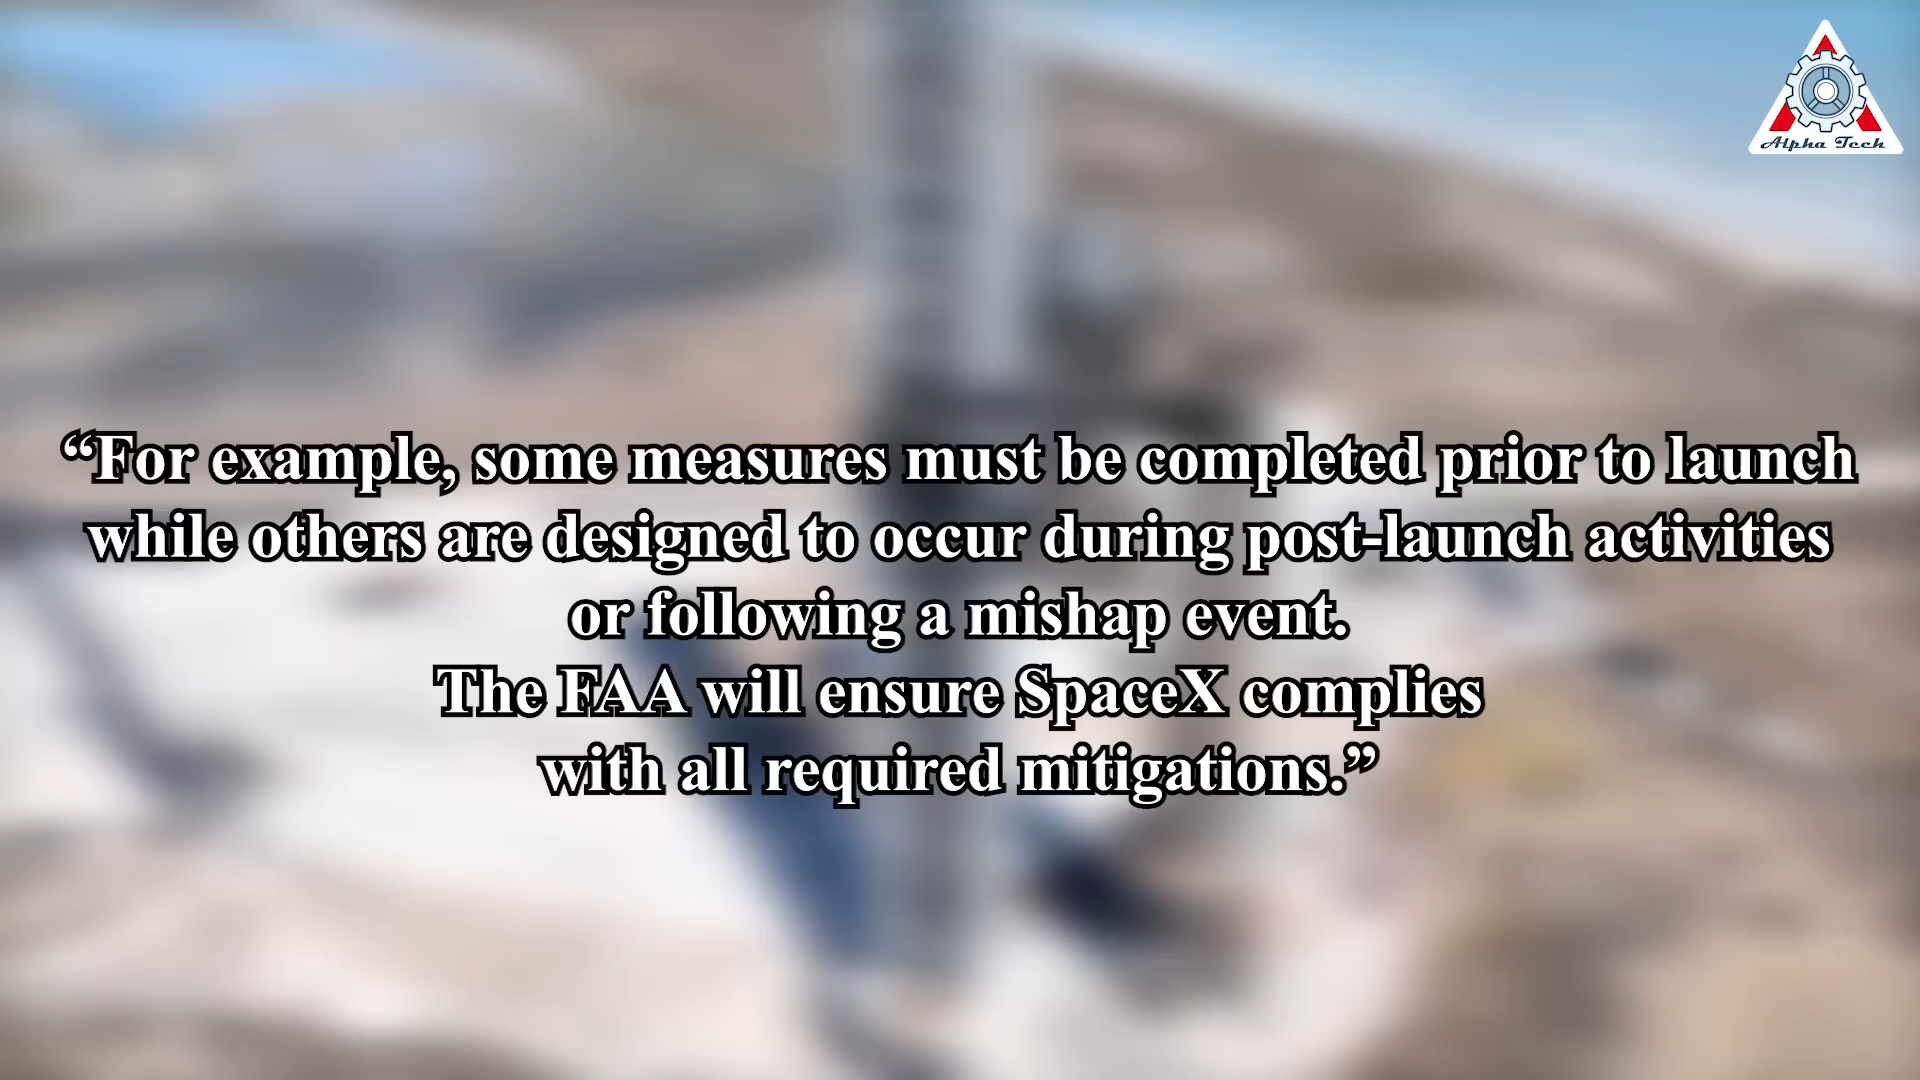 Alpha Tech
“For example, some measures must be completed prior to launch
while others are designed to occur during post-launch activities
or following a mishap event.
The FAA will ensure SpaceX complies
with all required mitigations.”